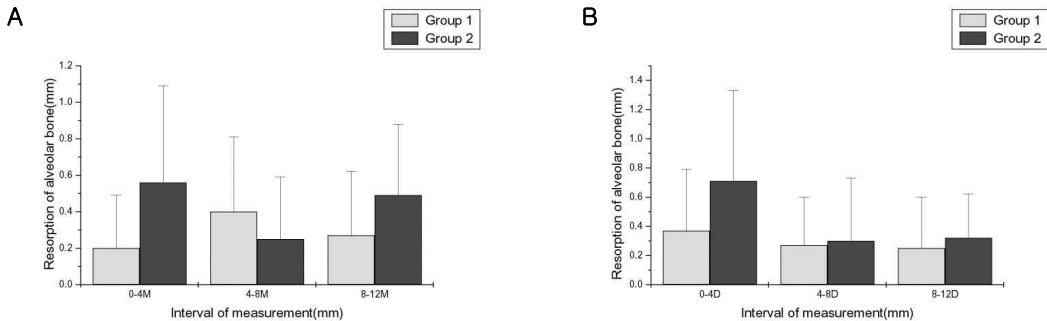 A
Group 1
Group 2
Resorption of alveolar bone(mm)
1.2
1.0
0.8
0.6
0.4
0.2
0.0
0-4M
4-8M
8-12M
Interval of measurement(mm)
B
Group 1
Group 2
Resorption of alveolar bone(mm)
1.4
1.2
1.0
0.8
0.6
0.4
0.2
0.0
0-4D
4-8D
8-12D
Interval of measurement(mm)